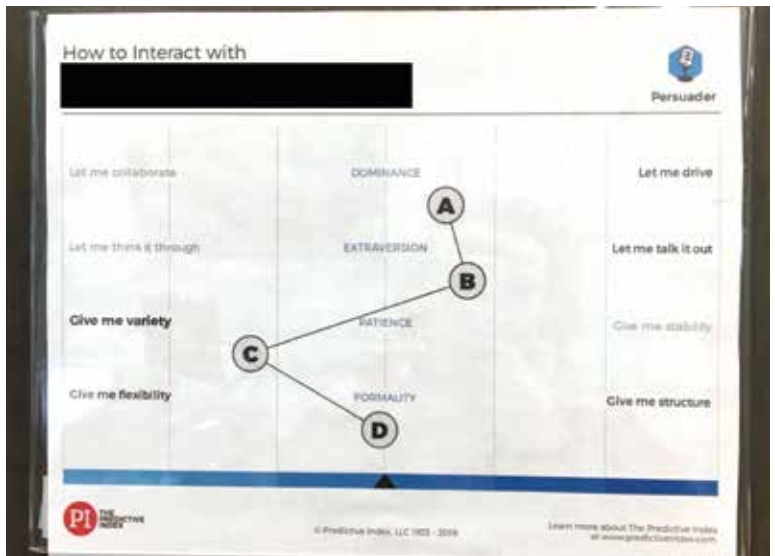 How to Interact with
Persuader
Let me collaborate DOMINANCE Let me drive
A
Let me think it through EXTRAVERSION Let me talk it out
B
Give me variety PATIENCE Give me stability
C
Give me flexibility FORMALITY Give me structure
D
PI THE PREDICTIVE INDEX
© Predictive Index, LLC
Learn more about The Predictive Index
at www.predictiveindex.com